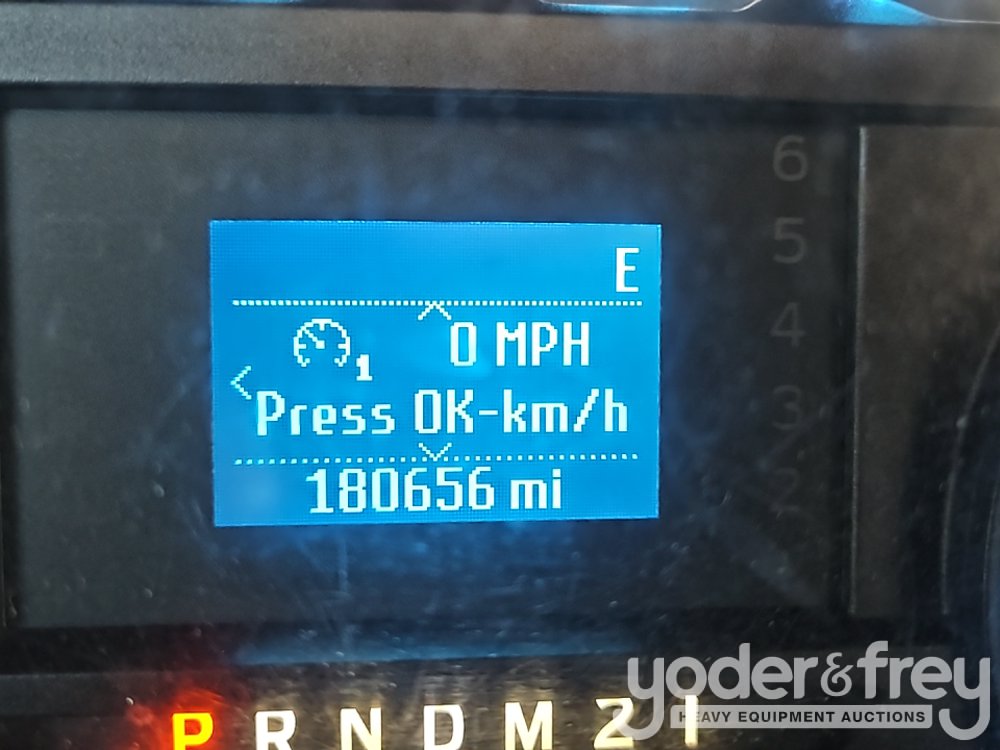 6
5
E
4
1 0 MPH
Press OK-km/h
3
2
180656 mi
yoder&frey
HEAVY EQUIPMENT AUCTIONS
P R N D M 2 1